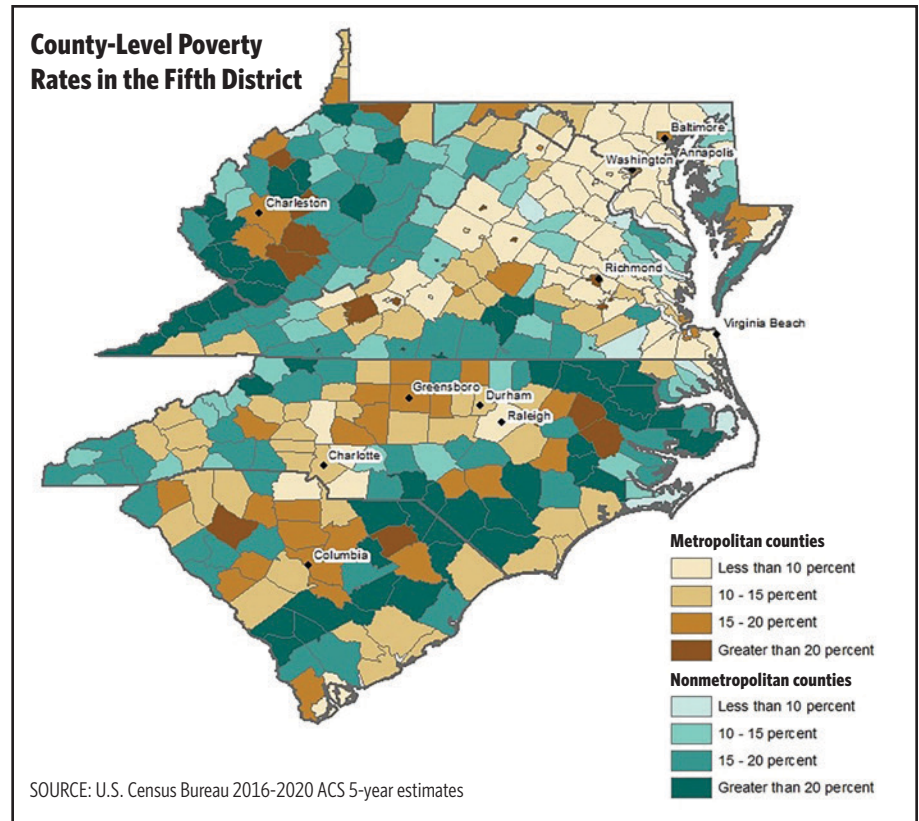 County-Level Poverty
Rates in the Fifth District
Baltimore
Washington
Annapolis
Charleston
Richmond
Virginia Beach
Greensboro
Durham
Raleigh
Charlotte
Columbia
Metropolitan counties
Less than 10 percent
10 - 15 percent
15 - 20 percent
Greater than 20 percent
Nonmetropolitan counties
Less than 10 percent
10 - 15 percent
15 - 20 percent
Greater than 20 percent
SOURCE: U.S. Census Bureau 2016-2020 ACS 5-year estimates